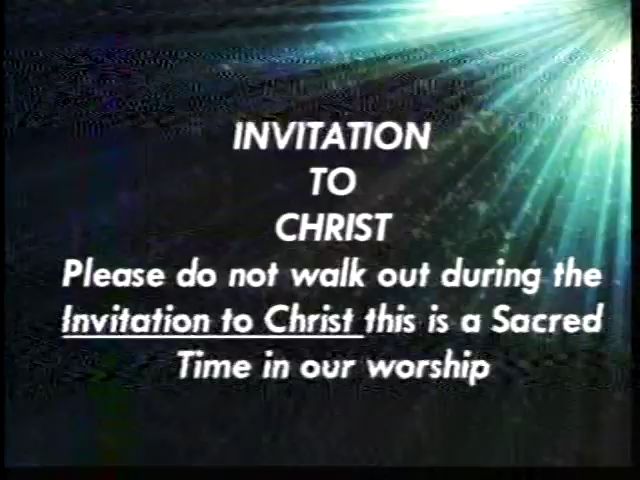 INVITATION
TO
CHRIST
Please do not walk out during the
Invitation to Christ this is a Sacred
Time in our worship